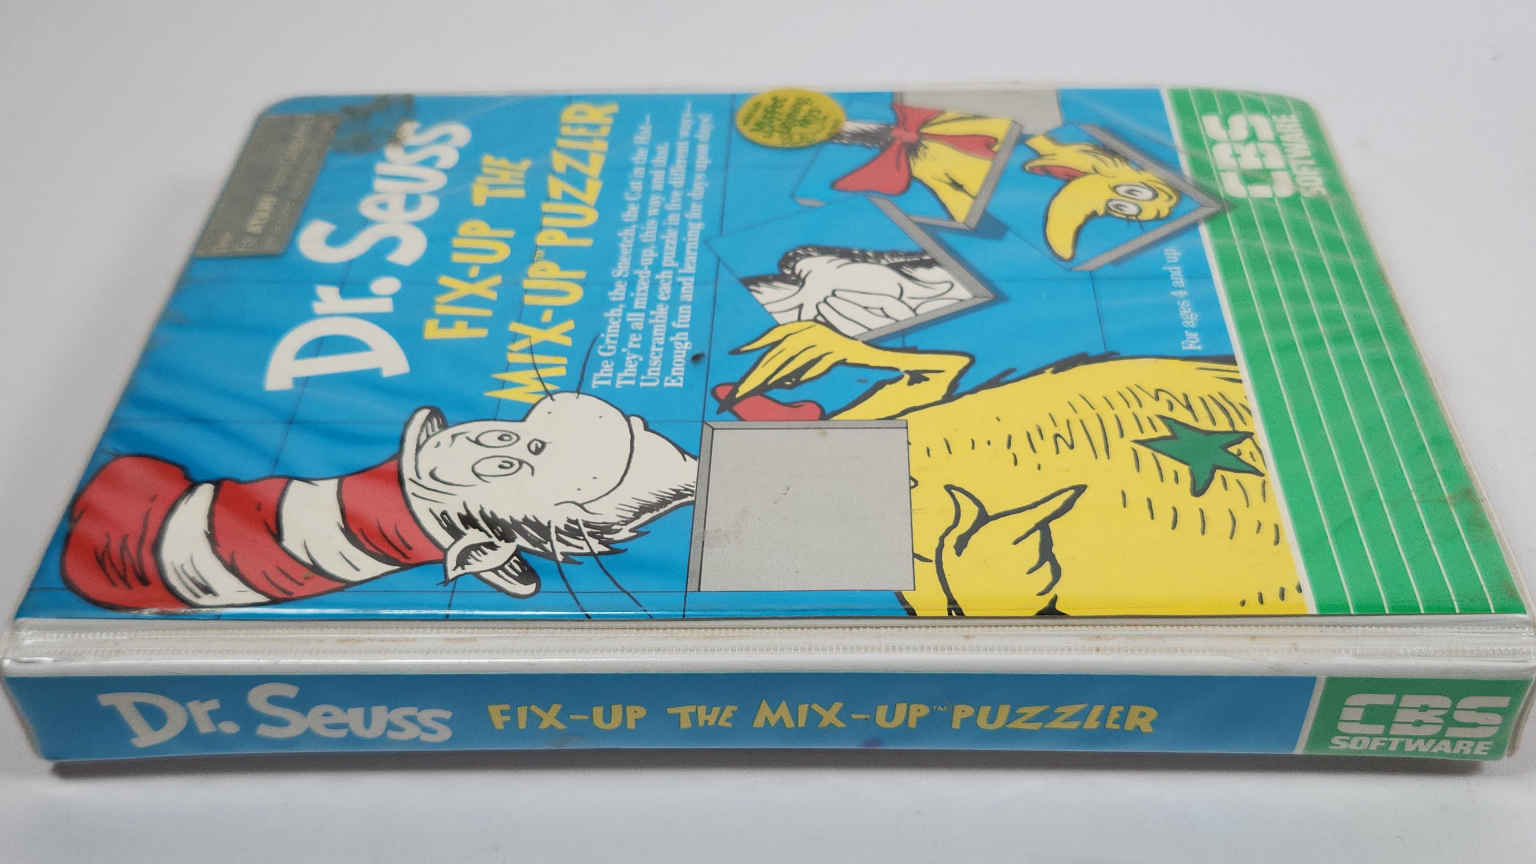 Dr. Seuss
FIX-UP THE
MIX-UP™ PUZZLER
The Grinch, the Sneetch, the Cat in the Hat—
They're all mixed-up, this way and that.
Unscramble each puzzle in five different ways—
Enough fun and learning for days upon days!
For ages 4 and up
CBS
SOFTWARE
Dr. Seuss FIX-UP THE MIX-UP™ PUZZLER
CBS
SOFTWARE